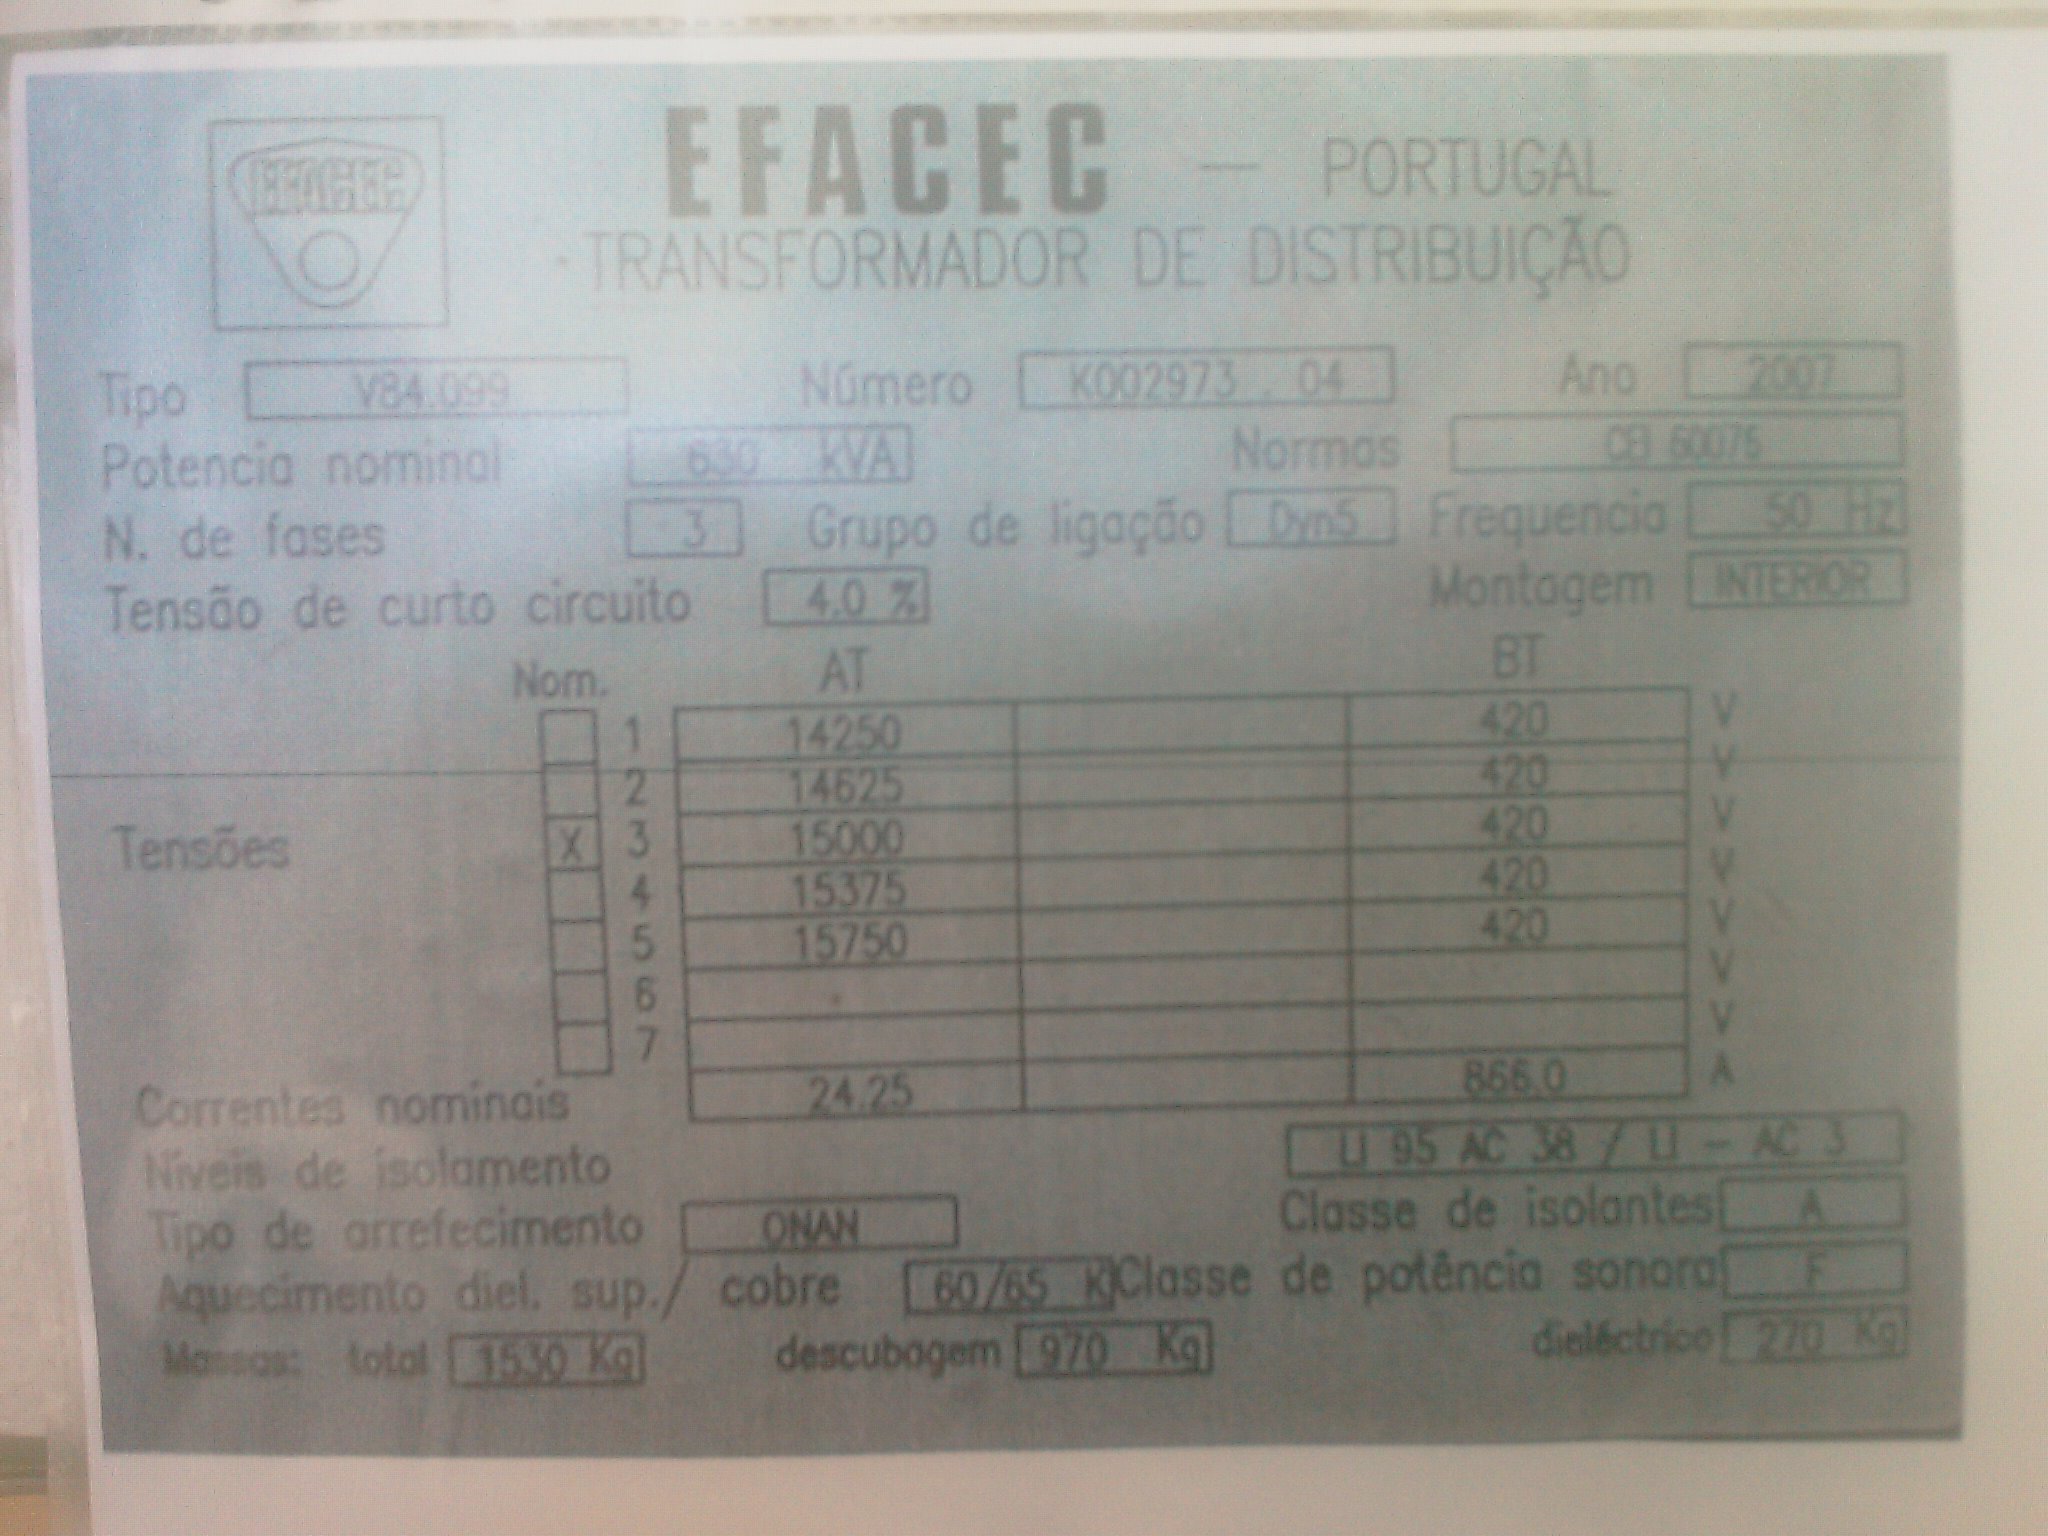 EFACEC
EFACEC — PORTUGAL
TRANSFORMADOR DE DISTRIBUIÇÃO
Tipo V84.099 Número K002973 . 04 Ano 2007
Potencia nominal 630 kVA Normas CEI 60076
N. de fases 3 Grupo de ligação Dyn5 Frequencia 50 Hz
Tensão de curto circuito 4.0 % Montagem INTERIOR
Nom. AT BT
1 14250 420 V
2 14625 420 V
Tensões X 3 15000 420 V
4 15375 420 V
5 15750 420 V
6 V
7 V
Correntes nominais 24.25 866.0 A
Níveis de isolamento LI 95 AC 38 / LI - AC 3
Tipo de arrefecimento ONAN Classe de isolantes A
Aquecimento diel. sup./ cobre 60/65 K Classe de potência sonora F
Massas: total 1530 Kg descubagem 970 Kg dieléctrico 270 Kg